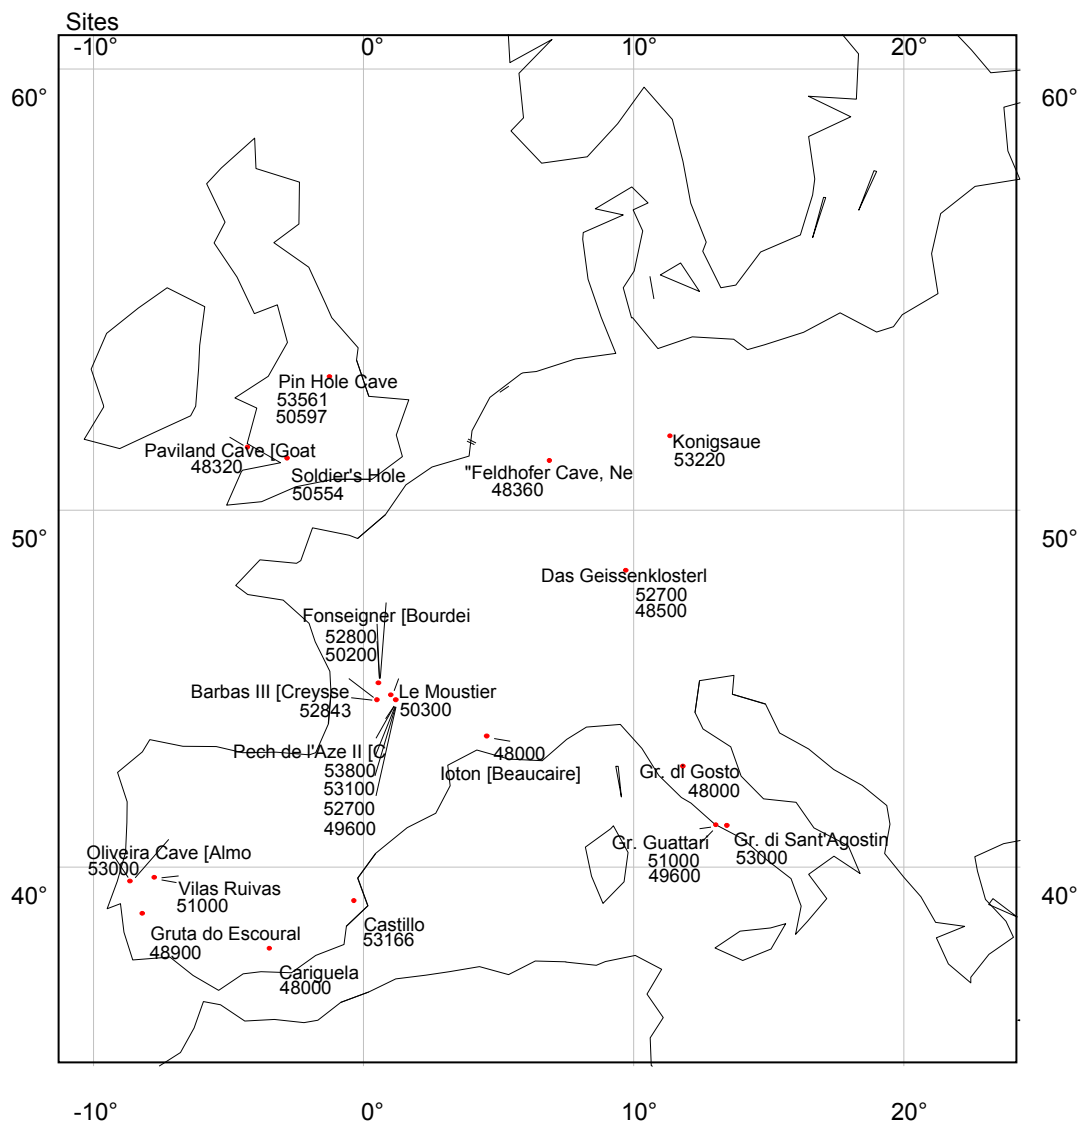 Sites
-10° 0° 10° 20°
60° 60°
Pin Hole Cave
53561
50597
Paviland Cave [Goat
48320
Soldier's Hole
50554
Konigsaue
53220
"Feldhofer Cave, Ne
48360
50° 50°
Das Geissenklosterl
52700
48500
Fonseigner [Bourdei
52800
50200
Barbas III [Creysse
52843
Le Moustier
50300
Pech de l'Aze II [C
53800
53100
52700
49600
48000
Ioton [Beaucaire]
Gr. di Gosto
48000
Gr. Guattari
51000
49600
Gr. di Sant'Agostin
53000
Oliveira Cave [Almo
53000
Vilas Ruivas
51000
40° 40°
Castillo
53166
Gruta do Escoural
48900
Cariguela
48000
-10° 0° 10° 20°